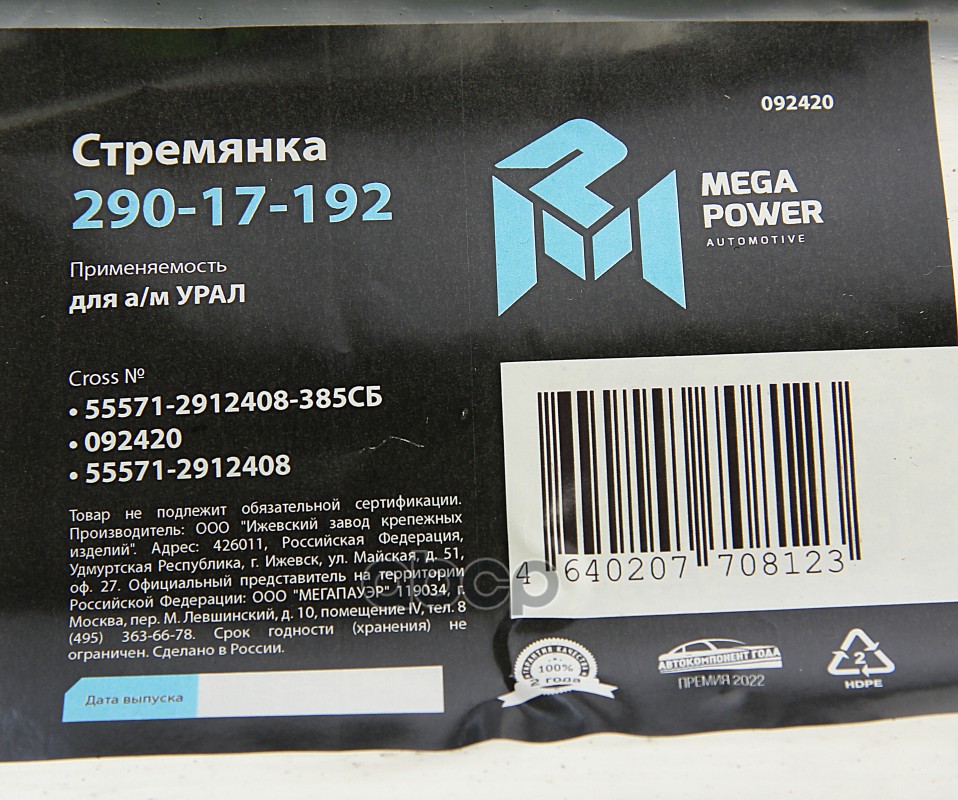 092420
Стремянка
290-17-192
MEGA
POWER
AUTOMOTIVE
Применяемость
для а/м УРАЛ
Cross №
• 55571-2912408-385СБ
• 092420
• 55571-2912408
Товар не подлежит обязательной сертификации.
Производитель: ООО "Ижевский завод крепежных
изделий". Адрес: 426011, Российская Федерация,
Удмуртская Республика, г. Ижевск, ул. Майская, д. 51,
оф. 27. Официальный представитель на территории
Российской Федерации: ООО "МЕГАПАУЭР" 119034, г.
Москва, пер. М. Левшинский, д. 10, помещение IV, тел. 8
(495) 363-66-78. Срок годности (хранения) не
ограничен. Сделано в России.
Дата выпуска
4 640207 708123
ГАРАНТИЯ КАЧЕСТВА
100%
2 года
АВТОКОМПОНЕНТ ГОДА
ПРЕМИЯ 2022
2
HDPE